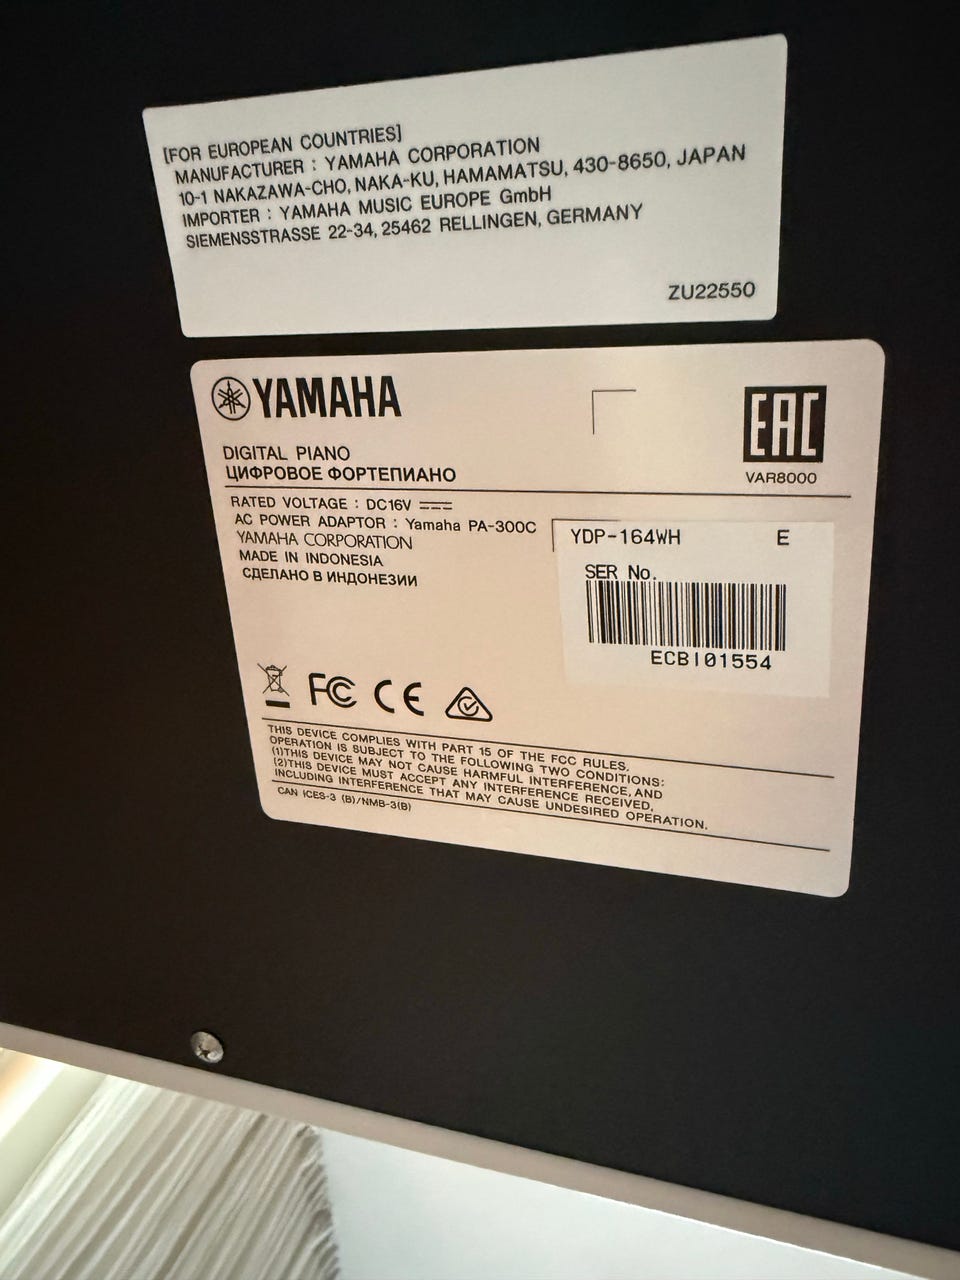 [FOR EUROPEAN COUNTRIES]
MANUFACTURER : YAMAHA CORPORATION
10-1 NAKAZAWA-CHO, NAKA-KU, HAMAMATSU, 430-8650, JAPAN
IMPORTER : YAMAHA MUSIC EUROPE GmbH
SIEMENSSTRASSE 22-34, 25462 RELLINGEN, GERMANY
ZU22550
YAMAHA
EAC
VAR8000
DIGITAL PIANO
ЦИФРОВОЕ ФОРТЕПИАНО
RATED VOLTAGE : DC16V
AC POWER ADAPTOR : Yamaha PA-300C
YAMAHA CORPORATION
MADE IN INDONESIA
СДЕЛАНО В ИНДОНЕЗИИ
YDP-164WH E
SER No.
ECBI01554
FC CE
THIS DEVICE COMPLIES WITH PART 15 OF THE FCC RULES.
OPERATION IS SUBJECT TO THE FOLLOWING TWO CONDITIONS:
(1)THIS DEVICE MAY NOT CAUSE HARMFUL INTERFERENCE, AND
(2)THIS DEVICE MUST ACCEPT ANY INTERFERENCE RECEIVED,
INCLUDING INTERFERENCE THAT MAY CAUSE UNDESIRED OPERATION.
CAN ICES-3 (B)/NMB-3(B)